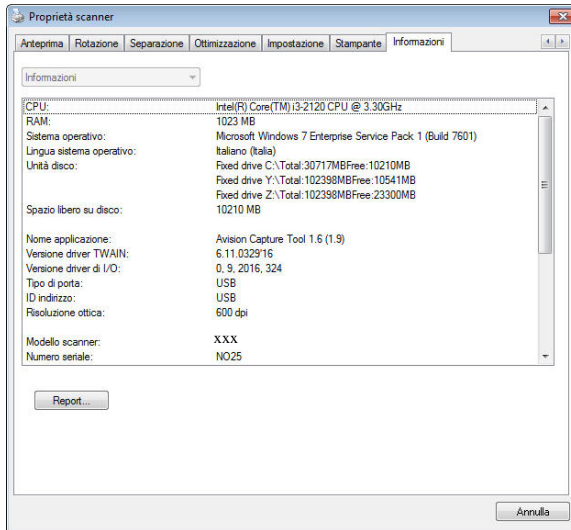 Proprietà scanner
Anteprima Rotazione Separazione Ottimizzazione Impostazione Stampante Informazioni
Informazioni
CPU: Intel(R) Core(TM) i3-2120 CPU @ 3.30GHz
RAM: 1023 MB
Sistema operativo: Microsoft Windows 7 Enterprise Service Pack 1 (Build 7601)
Lingua sistema operativo: Italiano (Italia)
Unità disco: Fixed drive C:\Total:30717MBFree:10210MB
Fixed drive Y:\Total:102398MBFree:10541MB
Fixed drive Z:\Total:102398MBFree:23300MB
Spazio libero su disco: 10210 MB
Nome applicazione: Avision Capture Tool 1.6 (1.9)
Versione driver TWAIN: 6.11.0329'16
Versione driver di I/O: 0, 9, 2016, 324
Tipo di porta: USB
ID indirizzo: USB
Risoluzione ottica: 600 dpi
Modello scanner: xxx
Numero seriale: NO25
Report...
Annulla